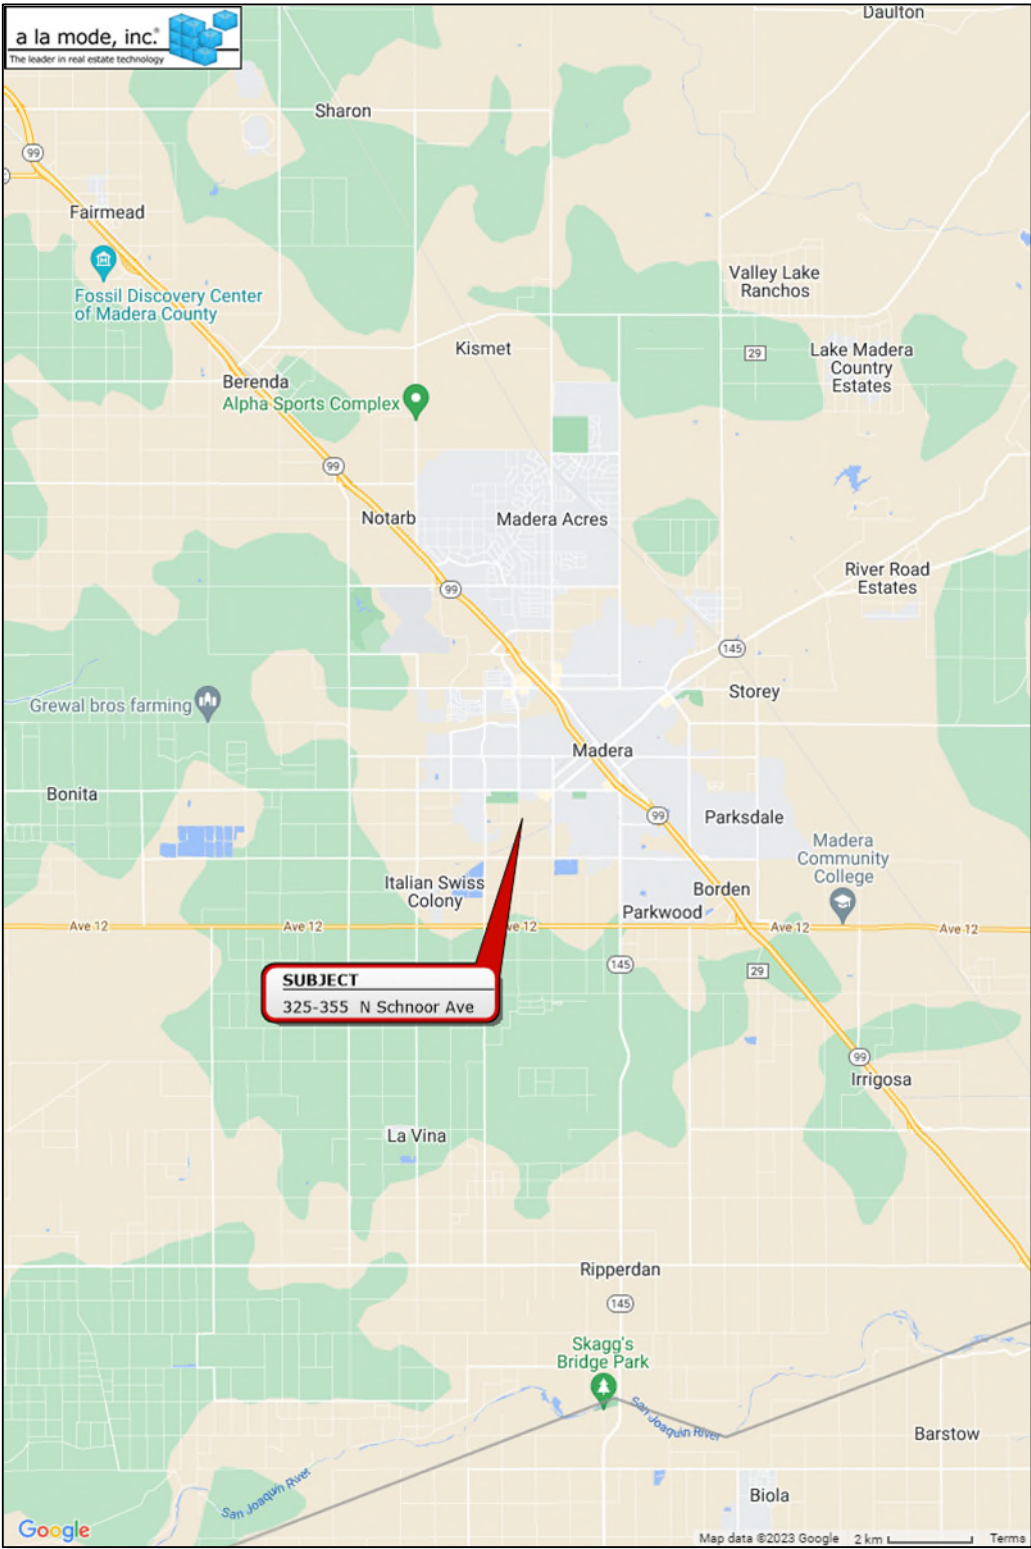 a la mode, inc.®
The leader in real estate technology
Daulton
Sharon
99
Fairmead
Fossil Discovery Center
of Madera County
Valley Lake
Ranchos
Kismet
29
Lake Madera
Country
Estates
Berenda
Alpha Sports Complex
99
Notarb
Madera Acres
River Road
Estates
99
145
Storey
Grewal bros farming
Madera
Bonita
99
Parksdale
Madera
Community
College
Italian Swiss
Colony
Borden
Parkwood
Ave 12
Ave 12
ve 12
Ave 12
Ave 12
145
29
SUBJECT
325-355 N Schnoor Ave
99
Irrigosa
La Vina
Ripperdan
145
Skagg's
Bridge Park
San Joaquin River
Barstow
San Joaquin River
Biola
Google
Map data ©2023 Google
2 km
Terms